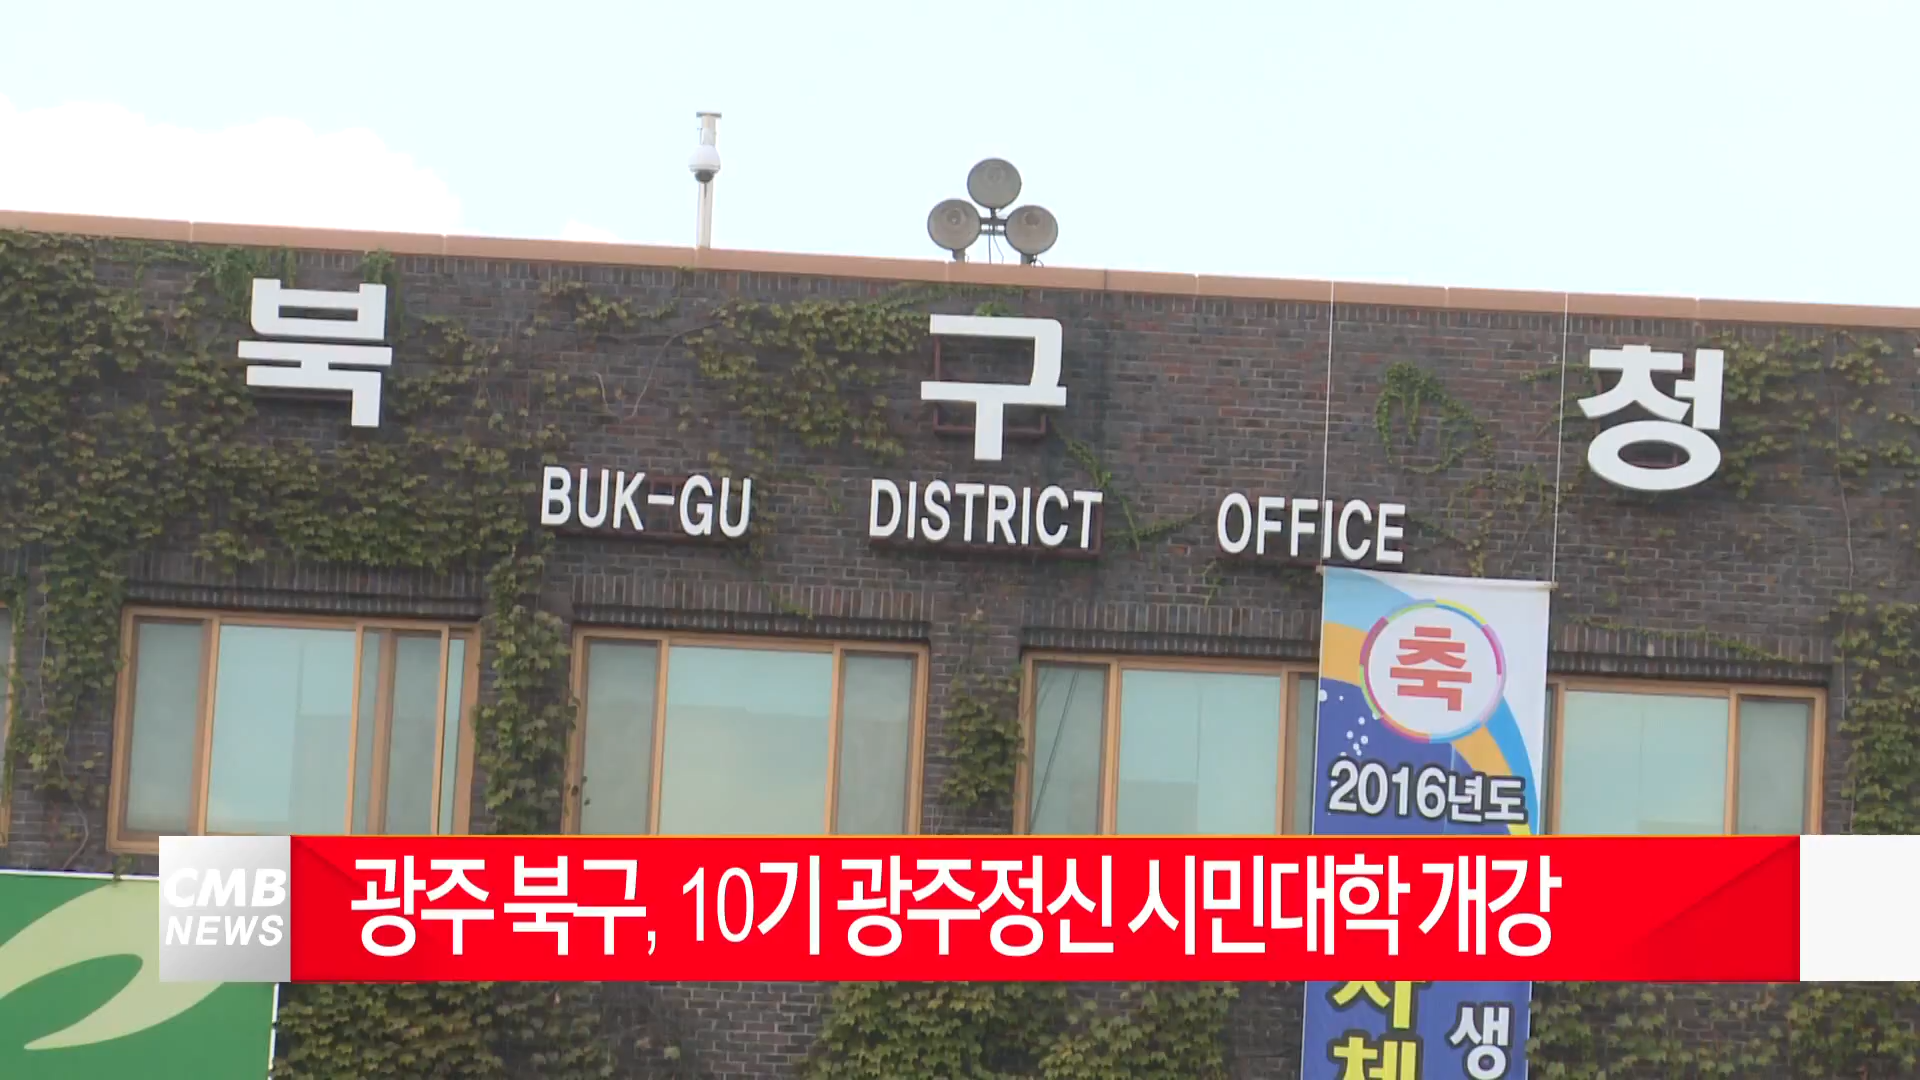 북구청
BUK-GU DISTRICT OFFICE
축
2016년도
CMB
NEWS
광주 북구, 10기 광주정신 시민대학 개강
생